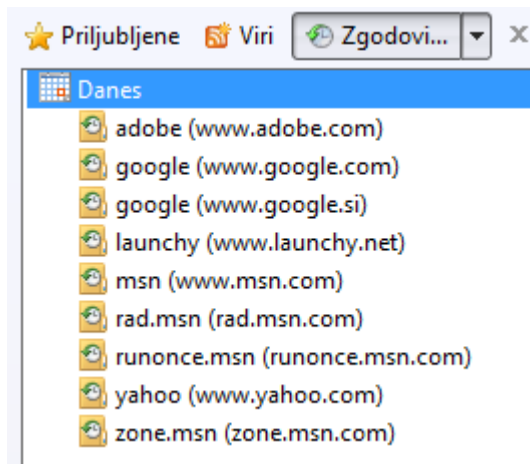 Priljubljene Viri Zgodovi...
Danes
adobe (www.adobe.com)
google (www.google.com)
google (www.google.si)
launchy (www.launchy.net)
msn (www.msn.com)
rad.msn (rad.msn.com)
runonce.msn (runonce.msn.com)
yahoo (www.yahoo.com)
zone.msn (zone.msn.com)